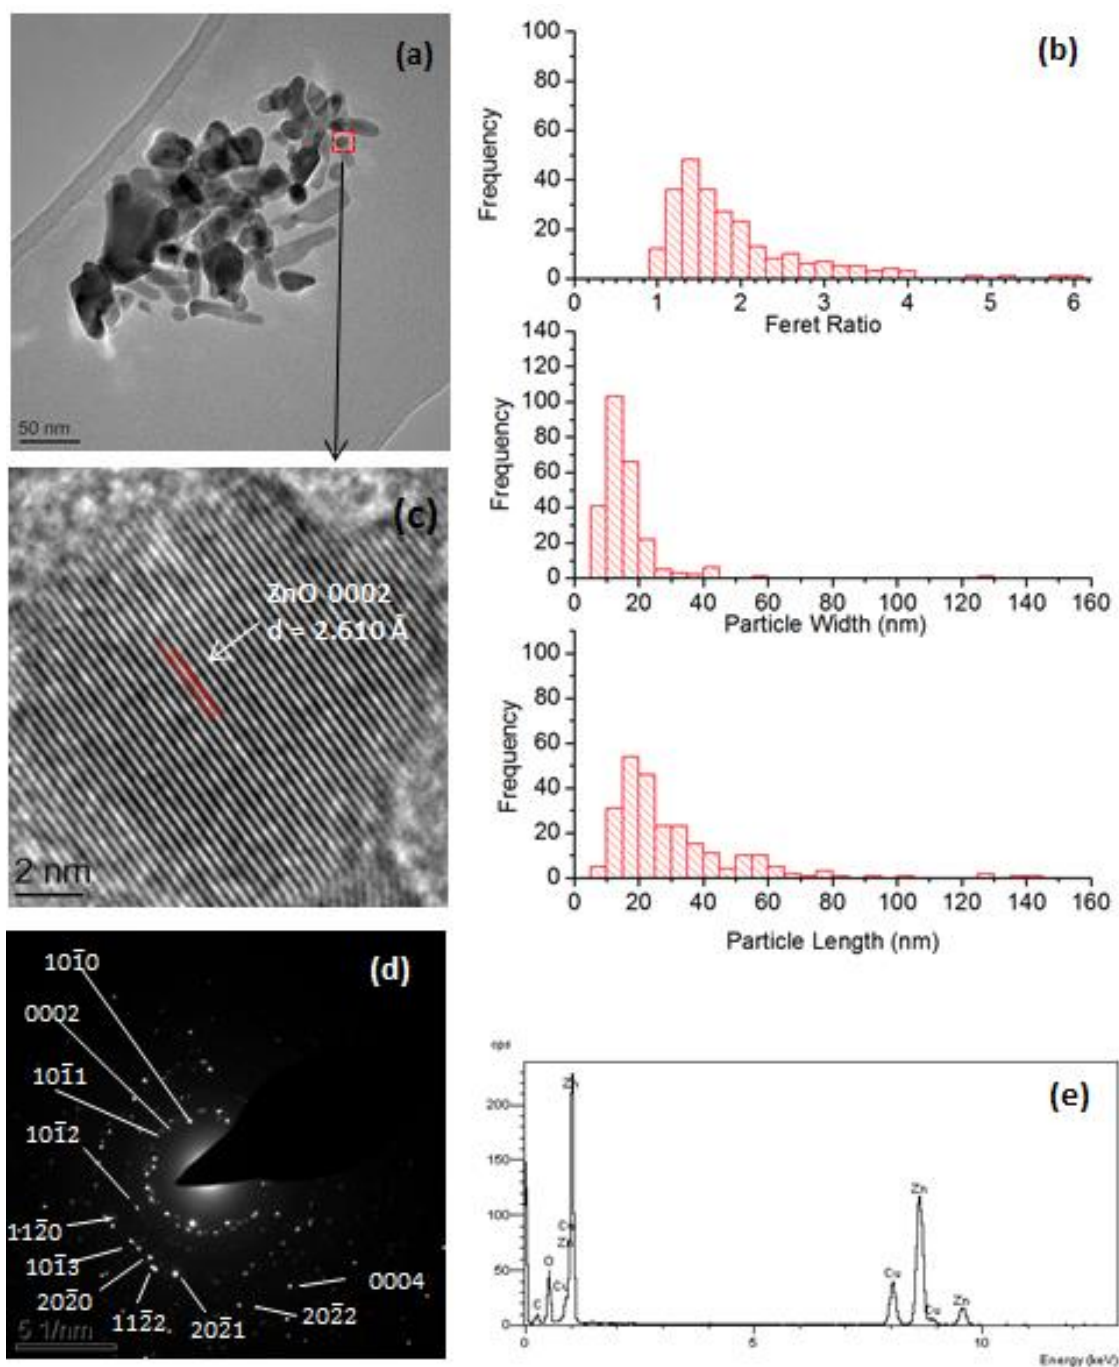 (a)
50 nm
(b)
Frequency
100
80
60
40
20
0
0 1 2 3 4 5 6
Feret Ratio
Frequency
140
120
100
80
60
40
20
0
0 20 40 60 80 100 120 140 160
Particle Width (nm)
Frequency
100
80
60
40
20
0
0 20 40 60 80 100 120 140 160
Particle Length (nm)
(c)
ZnO 0002
d = 2.610 Å
2 nm
(d)
101̅0
0002
101̅1
101̅2
112̅0
101̅3
202̅0
112̅2
202̅1
202̅2
0004
5 1/nm
(e)
cps
200
150
100
50
0
Zn
Cu
O
C
Cu
Cu
Zn
Cu
Zn
0 5 10
Energy (keV)